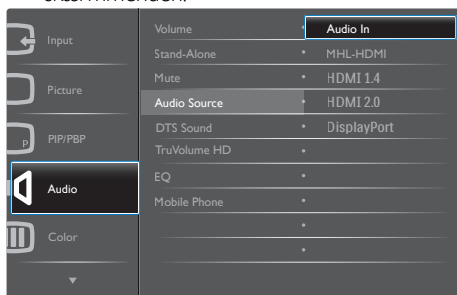 Input
Picture
P
PIP/PBP
Audio
Color
Volume
Stand-Alone
Mute
Audio Source
DTS Sound
TruVolume HD
EQ
Mobile Phone
Audio In
MHL-HDMI
HDMI 1.4
HDMI 2.0
DisplayPort